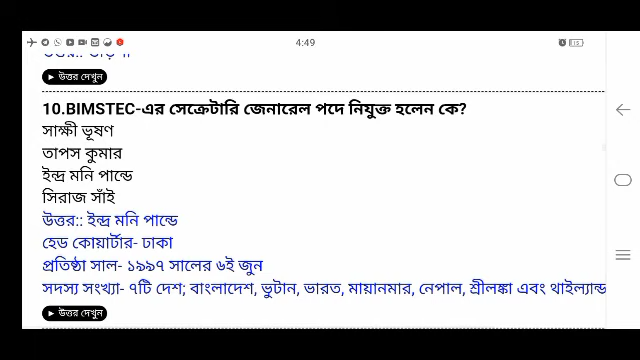 4:49
► উত্তর দেখুন
10.BIMSTEC-এর সেক্রেটারি জেনারেল পদে নিযুক্ত হলেন কে?
সাক্ষী ভূষণ
তাপস কুমার
ইন্দ্র মনি পান্ডে
সিরাজ সাঁই
উত্তর:: ইন্দ্র মনি পান্ডে
হেড কোয়ার্টার- ঢাকা
প্রতিষ্ঠা সাল- ১৯৯৭ সালের ৬ই জুন
সদস্য সংখ্যা- ৭টি দেশ; বাংলাদেশ, ভুটান, ভারত, মায়ানমার, নেপাল, শ্রীলঙ্কা এবং থাইল্যান্ড
► উত্তর দেখুন